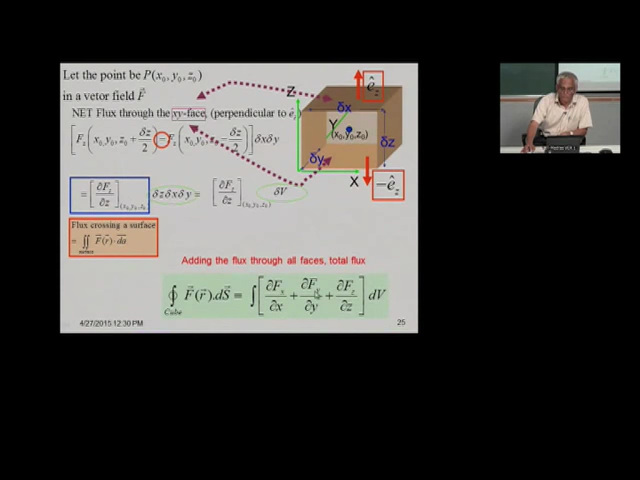 Let the point be P(x₀, y₀, z₀)
in a vetor field F⃗
NET Flux through the xy-face, (perpendicular to ê_z)
[F_z(x₀, y₀, z₀ + δz/2) − F_z(x₀, y₀, z₀ − δz/2)] δxδy
= [∂F_z/∂z]_(x₀, y₀, z₀) δzδxδy = [∂F_z/∂z]_(x₀, y₀, z₀) δV
Flux crossing a surface
= ∬_surface F⃗(r⃗)·da⃗
Z
ê_z
δx
Y
(x₀,y₀,z₀)
δz
δy
X
−ê_z
Adding the flux through all faces, total flux
∮_Cube F⃗(r⃗).dS⃗ = ∫[∂F_x/∂x + ∂F_y/∂y + ∂F_z/∂z] dV
4/27/2015 12:30 PM
25